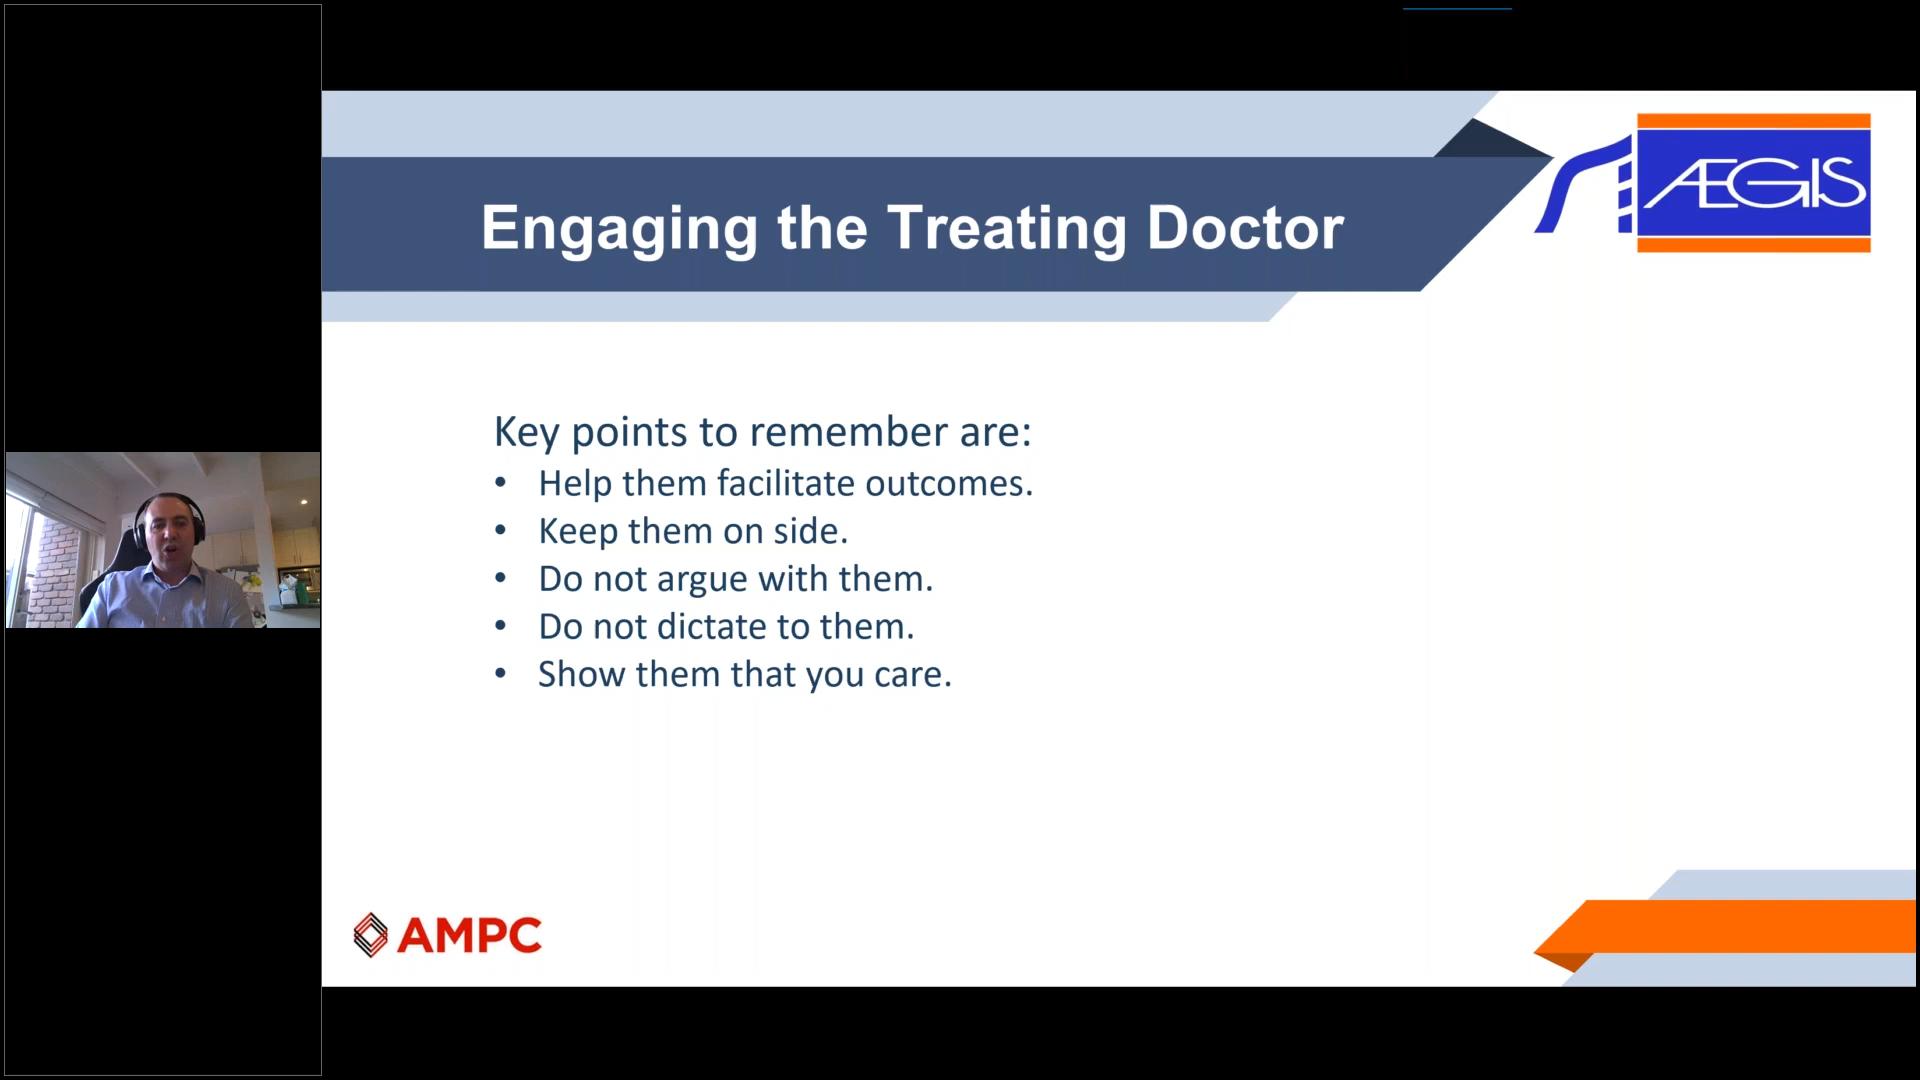 Engaging the Treating Doctor
ÆGIS
Key points to remember are:
• Help them facilitate outcomes.
• Keep them on side.
• Do not argue with them.
• Do not dictate to them.
• Show them that you care.
AMPC